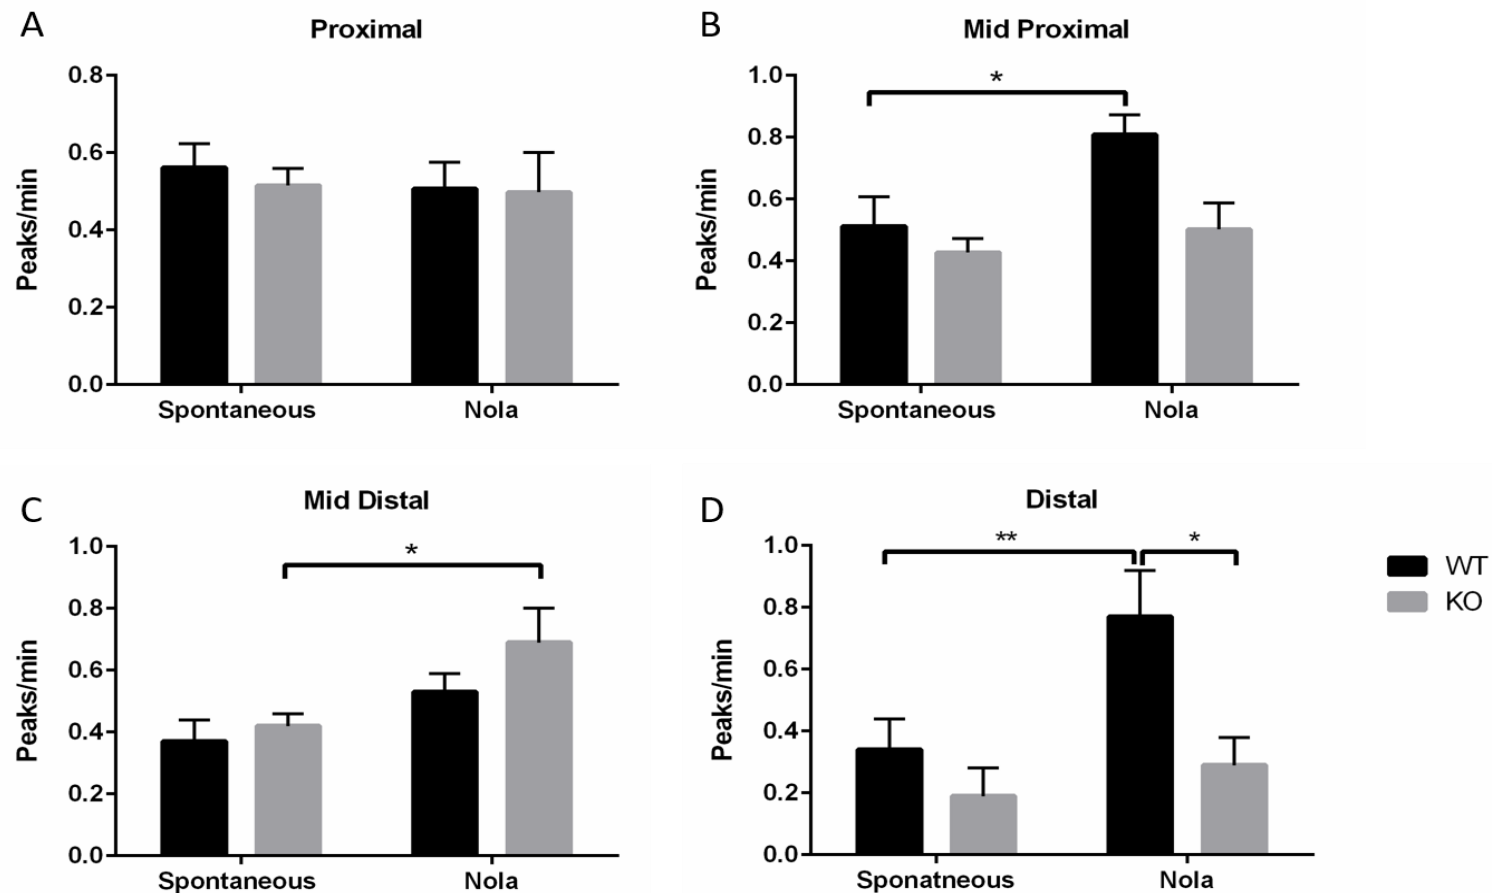 A
Proximal
0.8
0.6
0.4
0.2
0.0
Peaks/min
Spontaneous
Nola
B
Mid Proximal
*
1.0
0.8
0.6
0.4
0.2
0.0
Peaks/min
Spontaneous
Nola
C
Mid Distal
*
1.0
0.8
0.6
0.4
0.2
0.0
Peaks/min
Spontaneous
Nola
D
Distal
**
*
1.0
0.8
0.6
0.4
0.2
0.0
Peaks/min
Sponatneous
Nola
WT
KO